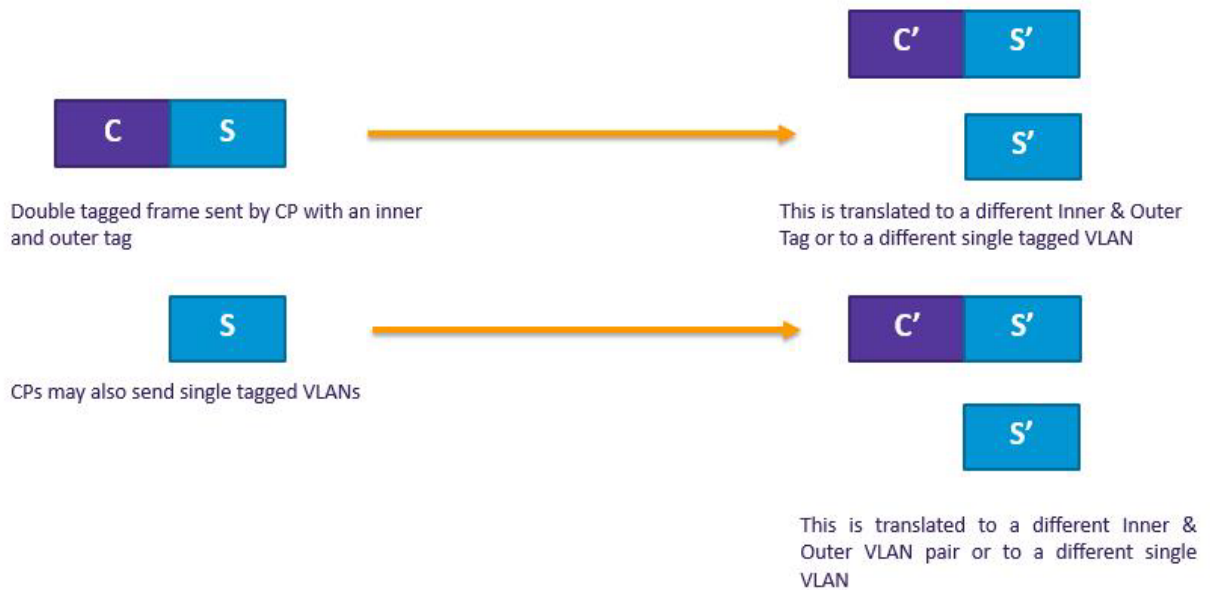 C’ S’
C S
S’
Double tagged frame sent by CP with an inner
and outer tag
This is translated to a different Inner & Outer
Tag or to a different single tagged VLAN
S
C’ S’
CPs may also send single tagged VLANs
S’
This is translated to a different Inner &
Outer VLAN pair or to a different single
VLAN